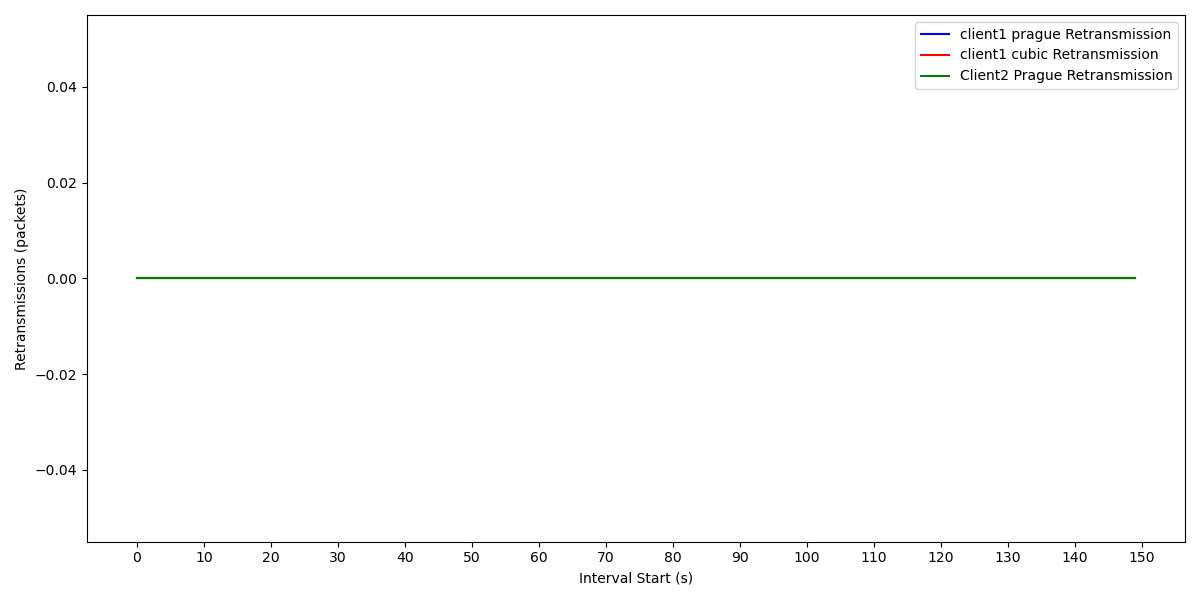 client1 prague Retransmission
client1 cubic Retransmission
Client2 Prague Retransmission
0.04
0.02
0.00
−0.02
−0.04
Retransmissions (packets)
0 10 20 30 40 50 60 70 80 90 100 110 120 130 140 150
Interval Start (s)